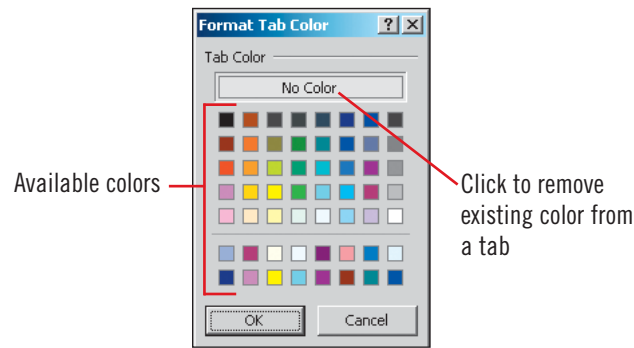 Format Tab Color
Tab Color
No Color
Available colors
Click to remove
existing color from
a tab
OK
Cancel